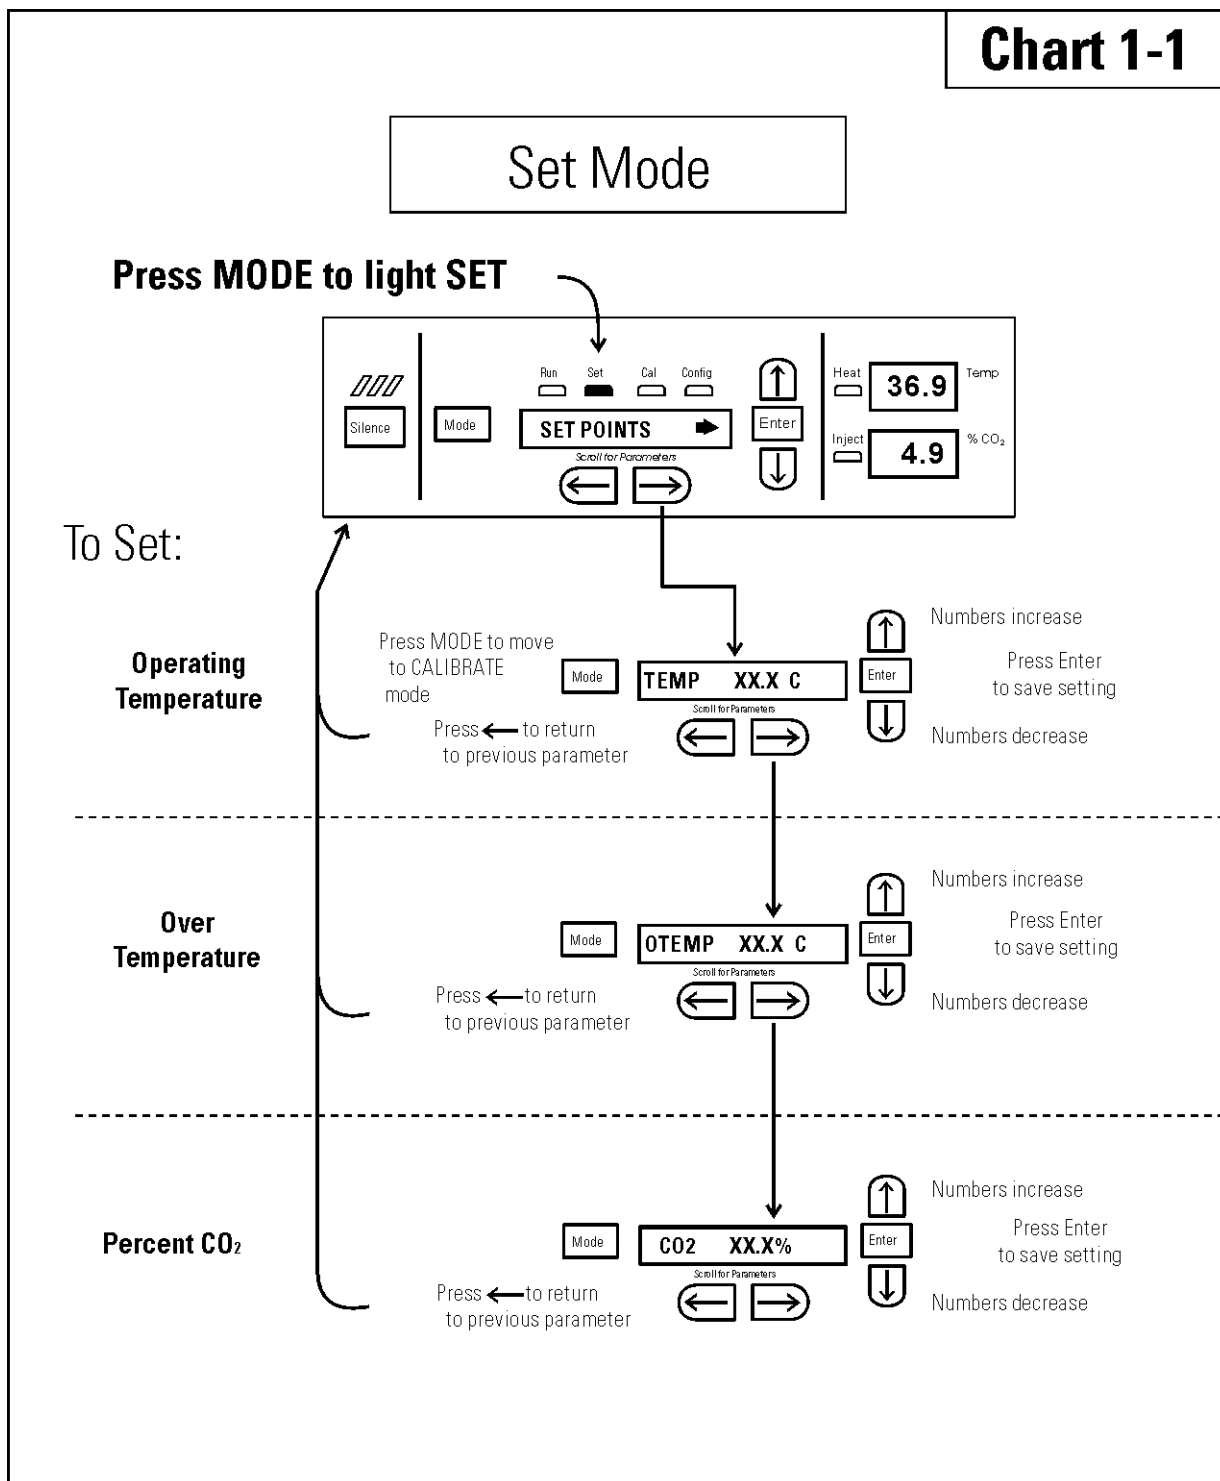 Chart 1-1
Set Mode
Press MODE to light SET
Run Set Cal Config
Silence
Mode
SET POINTS
Scroll for Parameters
Enter
Heat 36.9 Temp
Inject 4.9 % CO₂
To Set:
Operating
Temperature
Press MODE to move
to CALIBRATE
mode
Press ← to return
to previous parameter
Mode
TEMP XX.X C
Scroll for Parameters
Enter
Numbers increase
Press Enter
to save setting
Numbers decrease
Over
Temperature
Press ← to return
to previous parameter
Mode
OTEMP XX.X C
Scroll for Parameters
Enter
Numbers increase
Press Enter
to save setting
Numbers decrease
Percent CO₂
Press ← to return
to previous parameter
Mode
CO2 XX.X%
Scroll for Parameters
Enter
Numbers increase
Press Enter
to save setting
Numbers decrease